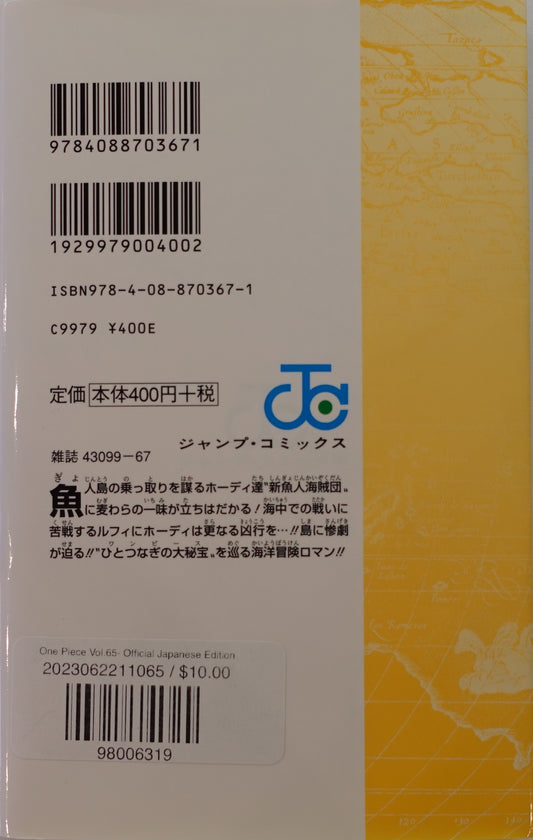 9784088703671
1929979004002
ISBN978-4-08-870367-1
C9979 ¥400E
定価 本体400円+税
JC
ジャンプ・コミックス
雑誌 43099-67
魚人島の乗っ取りを謀るホーディ達〝新魚人海賊団〟
に麦わらの一味が立ちはだかる!海中での戦いに
苦戦するルフィにホーディは更なる凶行を…!!島に惨劇
が迫る!!〝ひとつなぎの大秘宝〟を巡る海洋冒険ロマン!!
One Piece Vol 65- Official Japanese Edition
2023062211065 / $10.00
98006319
120 130 140